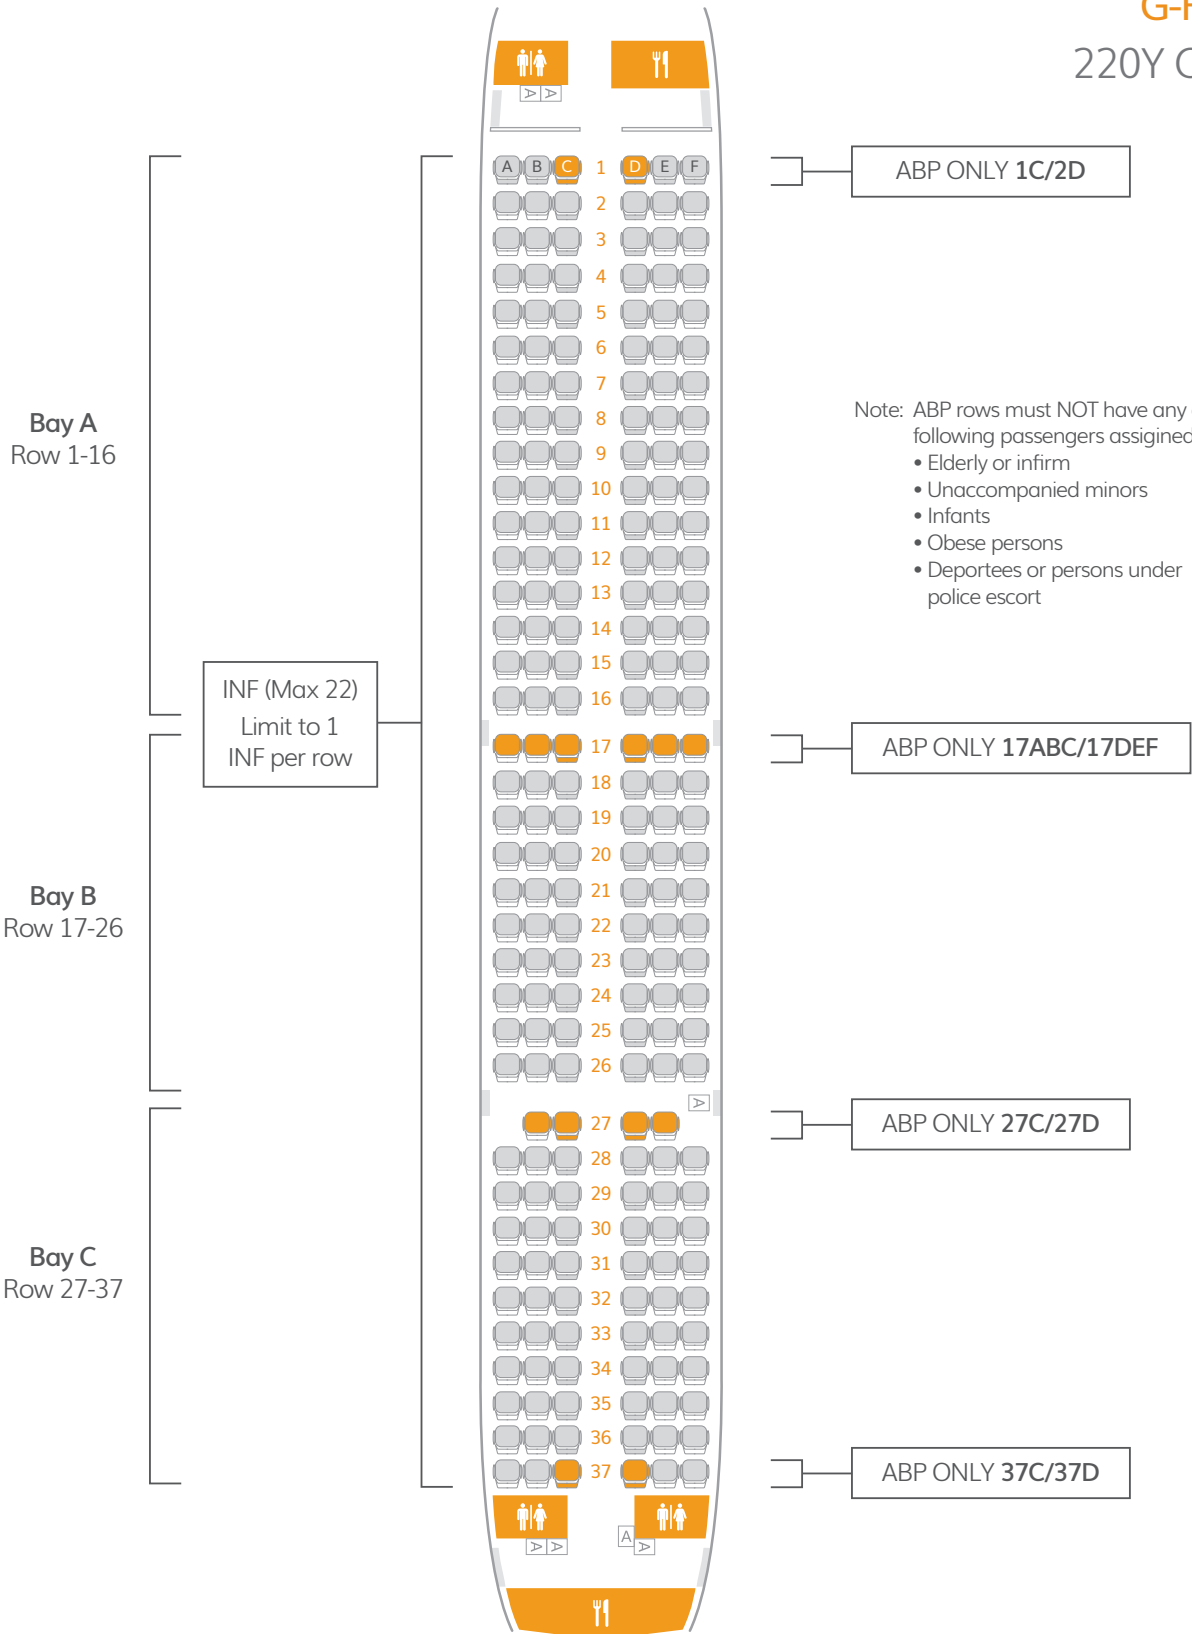 G-F
220Y C
A A
A B C 1 D E F
ABP ONLY 1C/2D
2
3
4
5
6
7
8
9
10
11
12
13
14
15
16
Bay A
Row 1-16
Note: ABP rows must NOT have any
following passengers assigined
• Elderly or infirm
• Unaccompanied minors
• Infants
• Obese persons
• Deportees or persons under
police escort
INF (Max 22)
Limit to 1
INF per row
17
ABP ONLY 17ABC/17DEF
18
19
20
21
22
23
24
25
26
Bay B
Row 17-26
A
27
ABP ONLY 27C/27D
28
29
30
31
32
33
34
35
36
Bay C
Row 27-37
37
ABP ONLY 37C/37D
A A
A
A